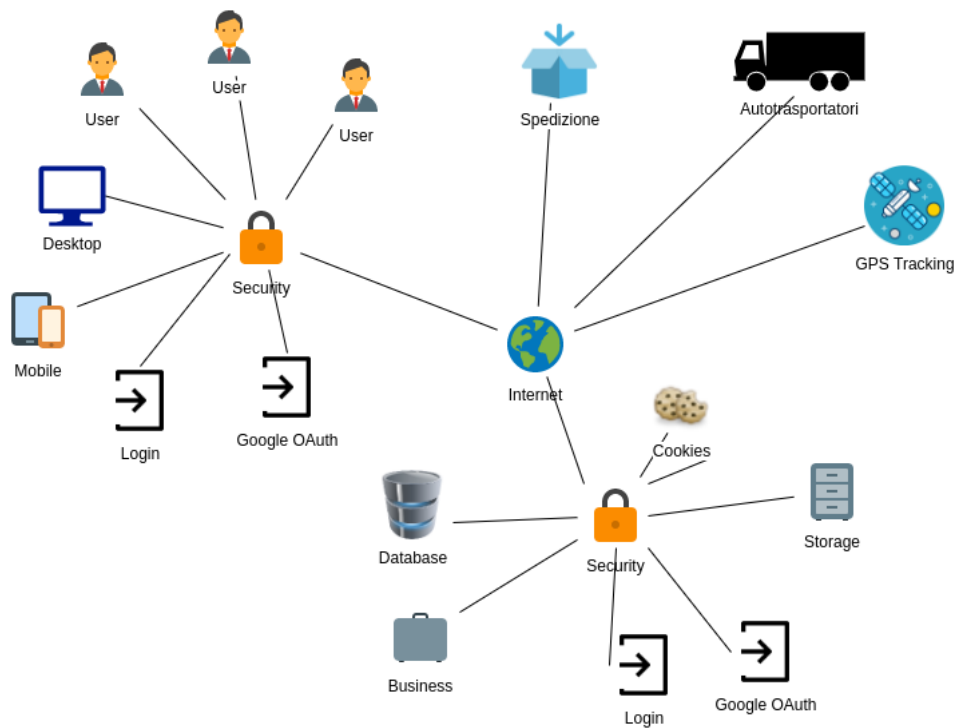 User
User
User
Spedizione
Autotrasportatori
Desktop
GPS Tracking
Security
Mobile
Internet
Login
Google OAuth
Cookies
Database
Storage
Security
Business
Login
Google OAuth